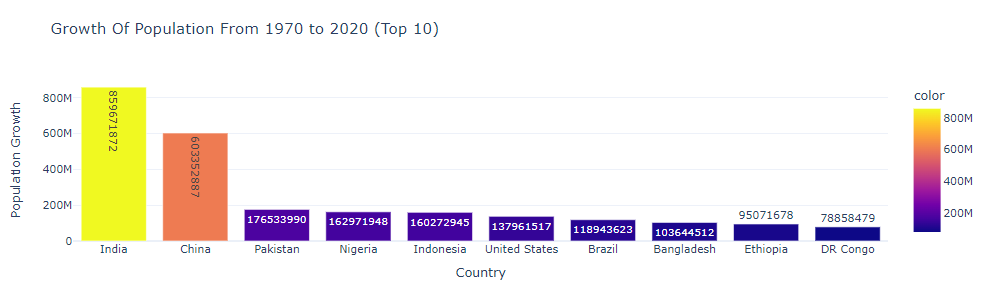 Growth Of Population From 1970 to 2020 (Top 10)
Population Growth
800M
600M
400M
200M
0
859671872
603352887
176533990
162971948
160272945
137961517
118943623
103644512
95071678
78858479
India
China
Pakistan
Nigeria
Indonesia
United States
Brazil
Bangladesh
Ethiopia
DR Congo
Country
color
800M
600M
400M
200M